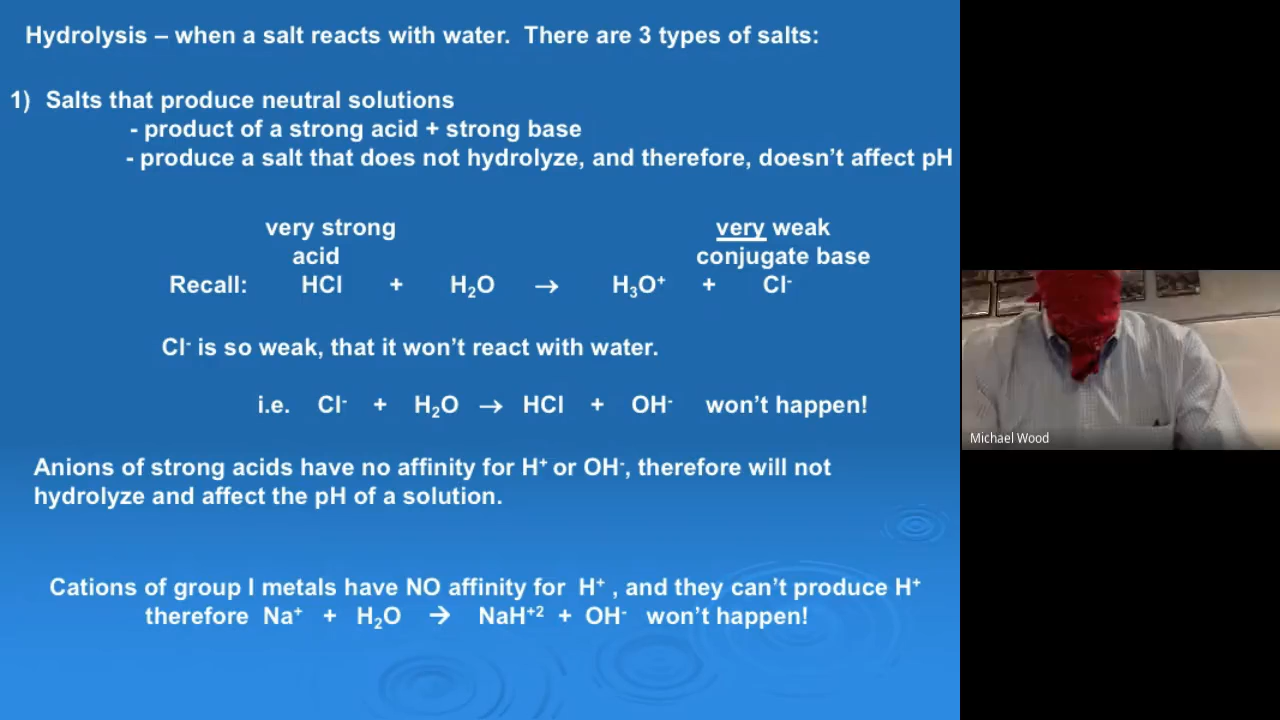 Hydrolysis – when a salt reacts with water.  There are 3 types of salts:
1)  Salts that produce neutral solutions
- product of a strong acid + strong base
- produce a salt that does not hydrolyze, and therefore, doesn’t affect pH
very strong very weak
acid conjugate base
Recall: HCl + H₂O → H₃O⁺ + Cl⁻
Cl⁻ is so weak, that it won’t react with water.
i.e. Cl⁻ + H₂O → HCl + OH⁻ won’t happen!
Anions of strong acids have no affinity for H⁺ or OH⁻, therefore will not
hydrolyze and affect the pH of a solution.
Cations of group I metals have NO affinity for H⁺ , and they can’t produce H⁺
therefore Na⁺ + H₂O → NaH⁺² + OH⁻ won’t happen!
Michael Wood